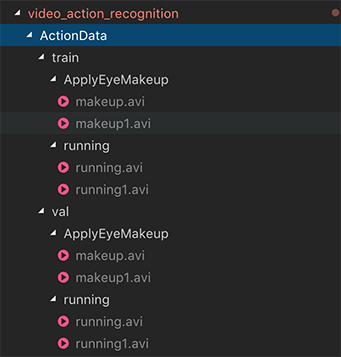 video_action_recognition
ActionData
train
ApplyEyeMakeup
makeup.avi
makeup1.avi
running
running.avi
running1.avi
val
ApplyEyeMakeup
makeup.avi
makeup1.avi
running
running.avi
running1.avi